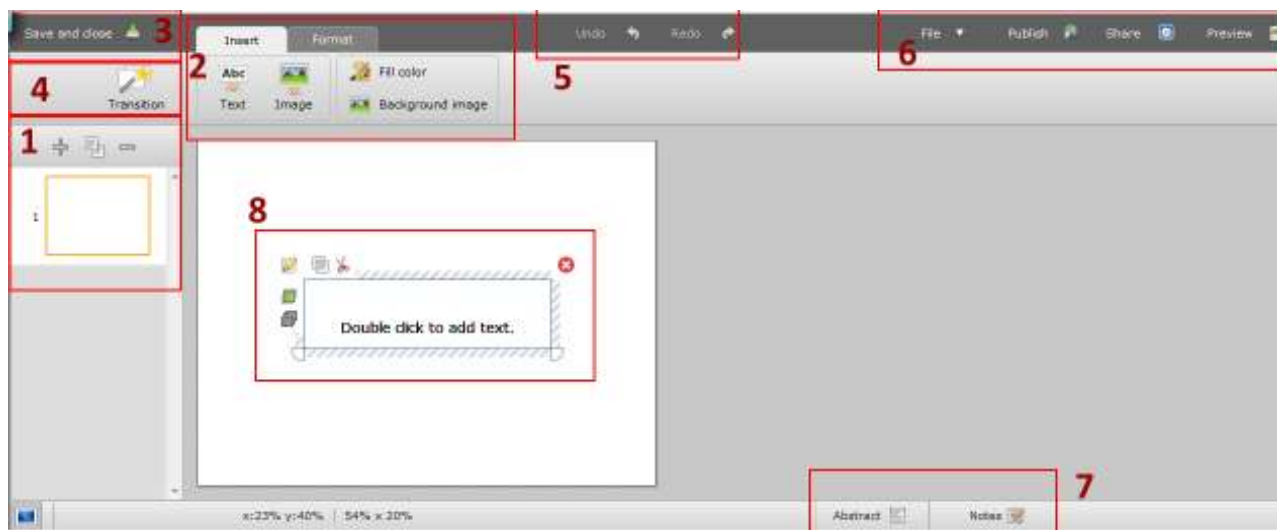 Save and close 3 Insert Format Undo Redo File Publish Share Preview
2 5 6
4 Abc Fill color
Transition Text Image Background image
1
1
8
Double click to add text.
7
x:23% y:40% | 54% x 20% Abstract Notes